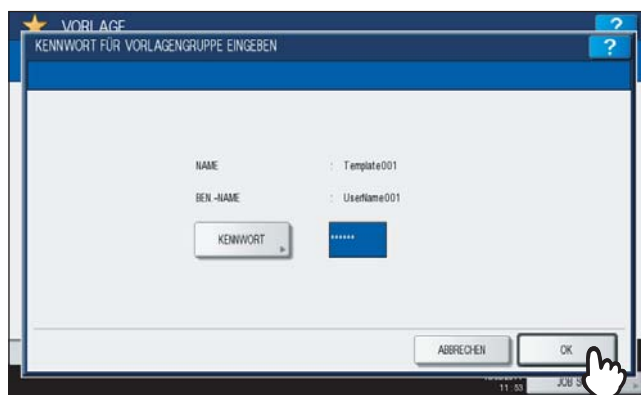 VORLAGE
?
KENNWORT FÜR VORLAGENGRUPPE EINGEBEN
?
NAME : Template001
BEN.-NAME : UserName001
KENNWORT ••••••
ABBRECHEN OK
11:53 JOB S